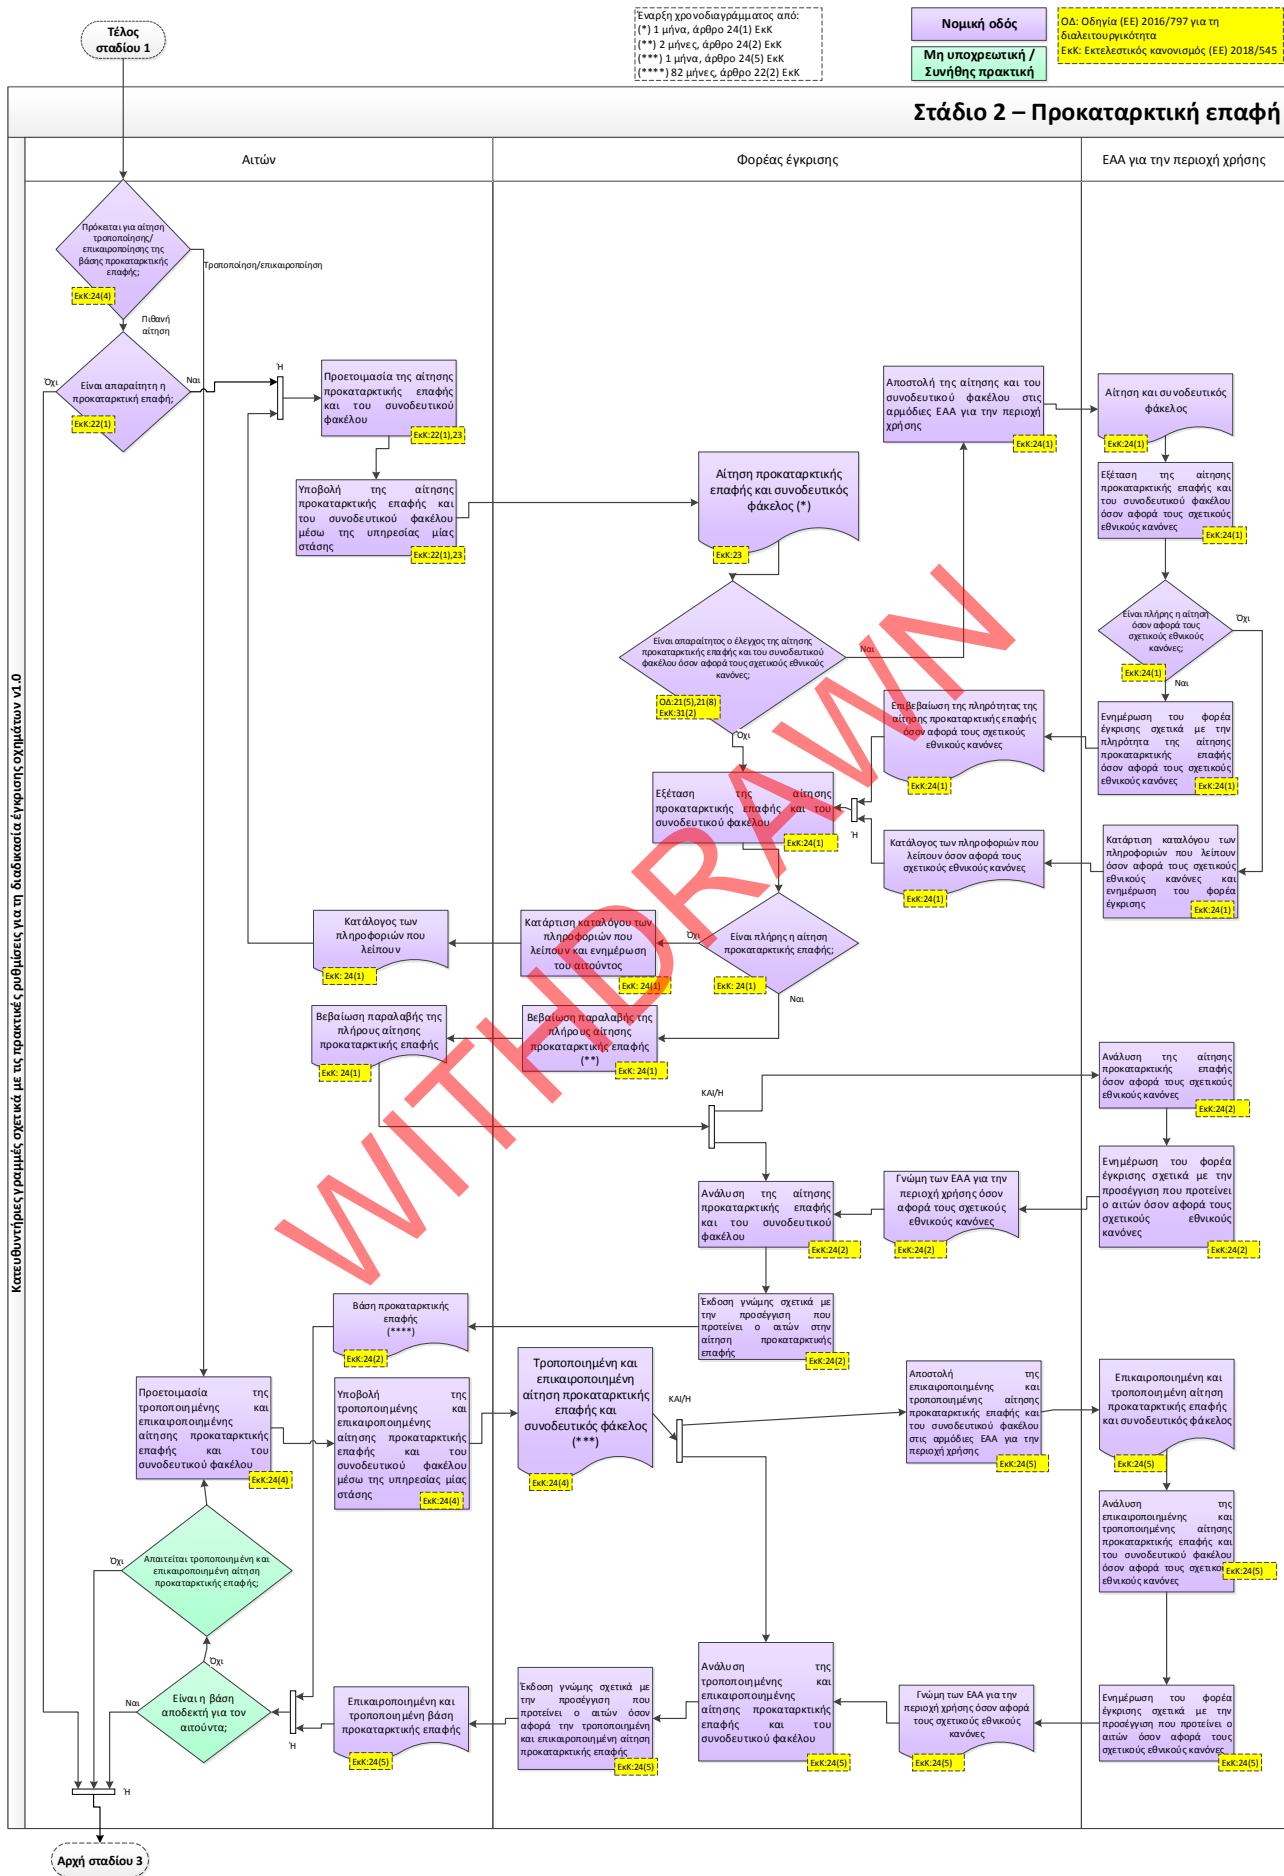 Τέλος
σταδίου 1
Έναρξη χρονοδιαγράμματος από:
(*) 1 μήνα, άρθρο 24(1) ΕκΚ
(**) 2 μήνες, άρθρο 24(2) ΕκΚ
(***) 1 μήνα, άρθρο 24(5) ΕκΚ
(****) 82 μήνες, άρθρο 22(2) ΕκΚ
Νομική οδός
Μη υποχρεωτική /
Συνήθης πρακτική
ΟΔ: Οδηγία (ΕΕ) 2016/797 για τη
διαλειτουργικότητα
ΕκΚ: Εκτελεστικός κανονισμός (ΕΕ) 2018/545
Στάδιο 2 – Προκαταρκτική επαφή
Κατευθυντήριες γραμμές σχετικά με τις πρακτικές ρυθμίσεις για τη διαδικασία έγκρισης οχημάτων v1.0
Αιτών
Φορέας έγκρισης
ΕΑΑ για την περιοχή χρήσης
Πρόκειται για αίτηση
τροποποίησης/
επικαιροποίησης της
βάσης προκαταρκτικής
επαφής;
ΕκΚ:24(4)
Τροποποίηση/επικαιροποίηση
Πιθανή
αίτηση
Όχι
Είναι απαραίτητη η
προκαταρκτική επαφή;
ΕκΚ:22(1)
Ναι
Ή
Προετοιμασία της αίτησης
προκαταρκτικής επαφής
και του συνοδευτικού
φακέλου
ΕκΚ:22(1),23
Υποβολή της αίτησης
προκαταρκτικής επαφής και
του συνοδευτικού φακέλου
μέσω της υπηρεσίας μίας
στάσης
ΕκΚ:22(1),23
Αίτηση προκαταρκτικής
επαφής και συνοδευτικός
φάκελος (*)
ΕκΚ:23
Αποστολή της αίτησης και του
συνοδευτικού φακέλου στις
αρμόδιες ΕΑΑ για την περιοχή
χρήσης
ΕκΚ:24(1)
Αίτηση και συνοδευτικός
φάκελος
ΕκΚ:24(1)
Εξέταση της αίτησης
προκαταρκτικής επαφής και
του συνοδευτικού φακέλου
όσον αφορά τους σχετικούς
εθνικούς κανόνες
ΕκΚ:24(1)
Είναι απαραίτητος ο έλεγχος της αίτησης
προκαταρκτικής επαφής και του συνοδευτικού
φακέλου όσον αφορά τους σχετικούς εθνικούς
κανόνες;
ΟΔ:21(5),21(8)
ΕκΚ:31(2)
Ναι
Όχι
Είναι πλήρης η αίτηση
όσον αφορά τους
σχετικούς εθνικούς
κανόνες;
ΕκΚ:24(1)
Όχι
Ναι
Επιβεβαίωση της πληρότητας της
αίτησης προκαταρκτικής επαφής
όσον αφορά τους σχετικούς
εθνικούς κανόνες
ΕκΚ:24(1)
Ενημέρωση του φορέα
έγκρισης σχετικά με την
πληρότητα της αίτησης
προκαταρκτικής επαφής
όσον αφορά τους σχετικούς
εθνικούς κανόνες
ΕκΚ:24(1)
Εξέταση της αίτησης
προκαταρκτικής επαφής και του
συνοδευτικού φακέλου
ΕκΚ:24(1)
Ή
Κατάλογος των πληροφοριών που
λείπουν όσον αφορά τους
σχετικούς εθνικούς κανόνες
ΕκΚ:24(1)
Κατάρτιση καταλόγου των
πληροφοριών που λείπουν
όσον αφορά τους σχετικούς
εθνικούς κανόνες και
ενημέρωση του φορέα
έγκρισης
ΕκΚ:24(1)
Κατάλογος των
πληροφοριών που
λείπουν
ΕκΚ: 24(1)
Κατάρτιση καταλόγου των
πληροφοριών που
λείπουν και ενημέρωση
του αιτούντος
ΕκΚ: 24(1)
Όχι
Είναι πλήρης η αίτηση
προκαταρκτικής επαφής;
ΕκΚ: 24(1)
Ναι
Βεβαίωση παραλαβής της
πλήρους αίτησης
προκαταρκτικής επαφής
ΕκΚ: 24(1)
Βεβαίωση παραλαβής της
πλήρους αίτησης
προκαταρκτικής επαφής
(**)
ΕκΚ: 24(1)
ΚΑΙ/Η
Ανάλυση της αίτησης
προκαταρκτικής επαφής
όσον αφορά τους σχετικούς
εθνικούς κανόνες
ΕκΚ:24(2)
Ενημέρωση του φορέα
έγκρισης σχετικά με την
προσέγγιση που προτείνει
ο αιτών όσον αφορά τους
σχετικούς εθνικούς
κανόνες
ΕκΚ:24(2)
Ανάλυση της αίτησης
προκαταρκτικής επαφής
και του συνοδευτικού
φακέλου
ΕκΚ:24(2)
Γνώμη των ΕΑΑ για την
περιοχή χρήσης όσον
αφορά τους σχετικούς
εθνικούς κανόνες
ΕκΚ:24(2)
Βάση προκαταρκτικής
επαφής
(****)
ΕκΚ:24(2)
Έκδοση γνώμης σχετικά με
την προσέγγιση που
προτείνει ο αιτών στην
αίτηση προκαταρκτικής
επαφής
ΕκΚ:24(2)
Προετοιμασία της
τροποποιημένης και
επικαιροποιημένης
αίτησης προκαταρκτικής
επαφής και του
συνοδευτικού φακέλου
ΕκΚ:24(4)
Υποβολή της
τροποποιημένης και
επικαιροποιημένης
αίτησης προκαταρκτικής
επαφής και του
συνοδευτικού φακέλου
μέσω της υπηρεσίας μίας
στάσης
ΕκΚ:24(4)
Τροποποιημένη και
επικαιροποιημένη
αίτηση προκαταρκτικής
επαφής και
συνοδευτικός φάκελος
(***)
ΕκΚ:24(4)
ΚΑΙ/Η
Αποστολή της
επικαιροποιημένης και
τροποποιημένης αίτησης
προκαταρκτικής επαφής και
του συνοδευτικού φακέλου
στις αρμόδιες ΕΑΑ για την
περιοχή χρήσης
ΕκΚ:24(5)
Επικαιροποιημένη και
τροποποιημένη αίτηση
προκαταρκτικής επαφής
και συνοδευτικός φάκελος
ΕκΚ:24(5)
Ανάλυση της
επικαιροποιημένης και
τροποποιημένης αίτησης
προκαταρκτικής επαφής και
του συνοδευτικού φακέλου
όσον αφορά τους σχετικούς
εθνικούς κανόνες
ΕκΚ:24(5)
Όχι
Απαιτείται τροποποιημένη και
επικαιροποιημένη αίτηση
προκαταρκτικής επαφής;
Όχι
Ναι
Είναι η βάση
αποδεκτή για τον
αιτούντα;
Ή
Επικαιροποιημένη και
τροποποιημένη βάση
προκαταρκτικής επαφής
ΕκΚ:24(5)
Έκδοση γνώμης σχετικά με
την προσέγγιση που
προτείνει ο αιτών όσον
αφορά την τροποποιημένη
και επικαιροποιημένη αίτηση
προκαταρκτικής επαφής
ΕκΚ:24(5)
Ανάλυση της
τροποποιημένης και
επικαιροποιημένης
αίτησης προκαταρκτικής
επαφής και του
συνοδευτικού φακέλου
ΕκΚ:24(5)
Γνώμη των ΕΑΑ για την
περιοχή χρήσης όσον αφορά
τους σχετικούς εθνικούς
κανόνες
ΕκΚ:24(5)
Ενημέρωση του φορέα
έγκρισης σχετικά με την
προσέγγιση που προτείνει ο
αιτών όσον αφορά τους
σχετικούς εθνικούς κανόνες
ΕκΚ:24(5)
Ή
Αρχή σταδίου 3
WITHDRAWN